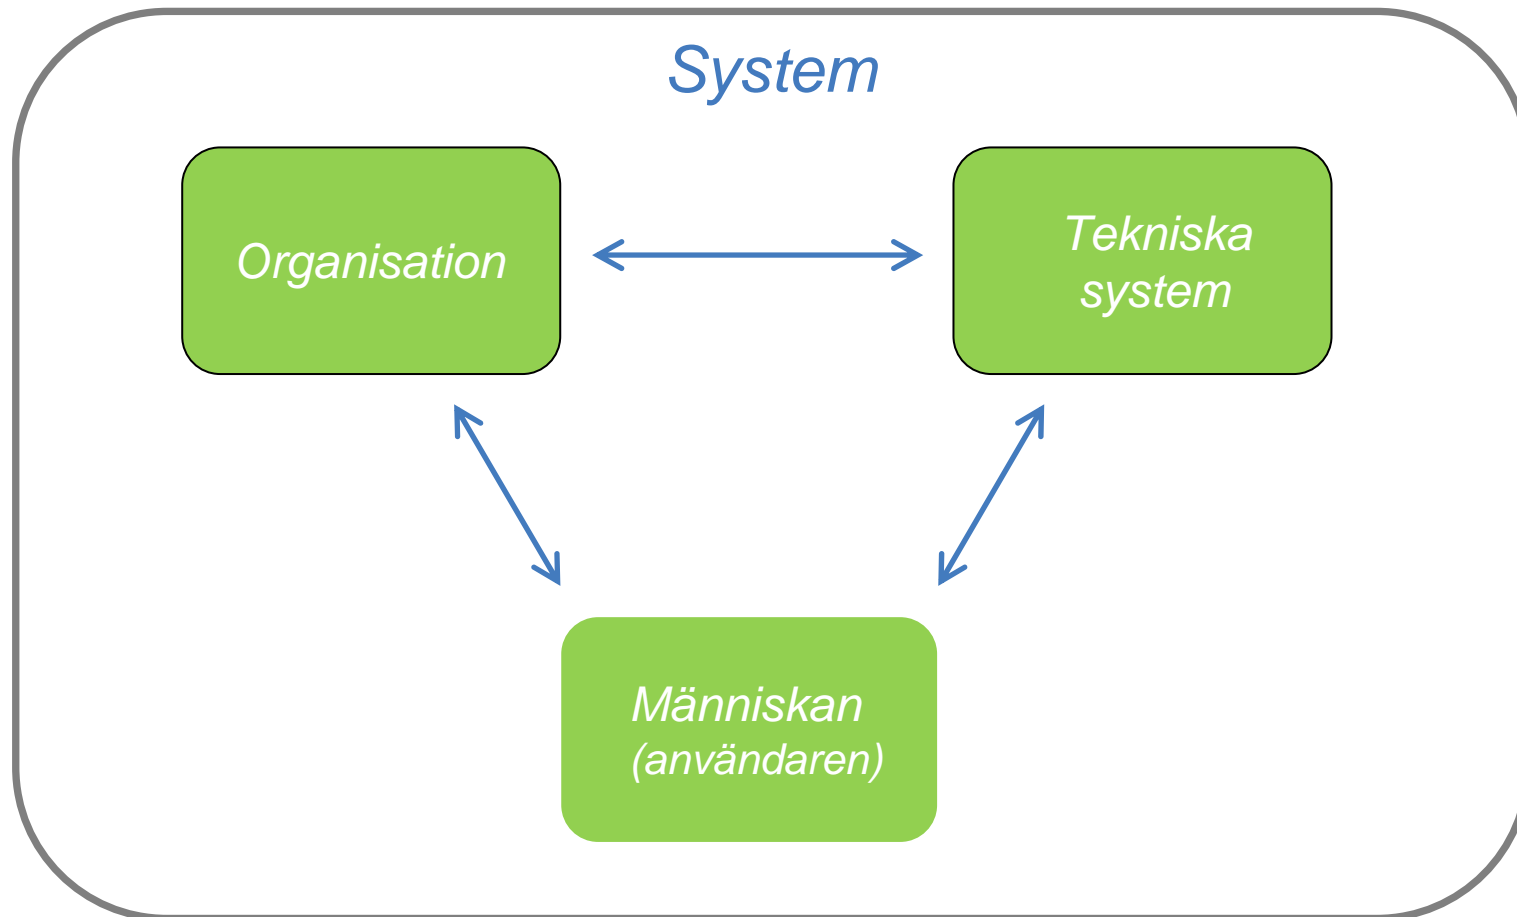 System
Organisation
Tekniska
system
Människan
(användaren)